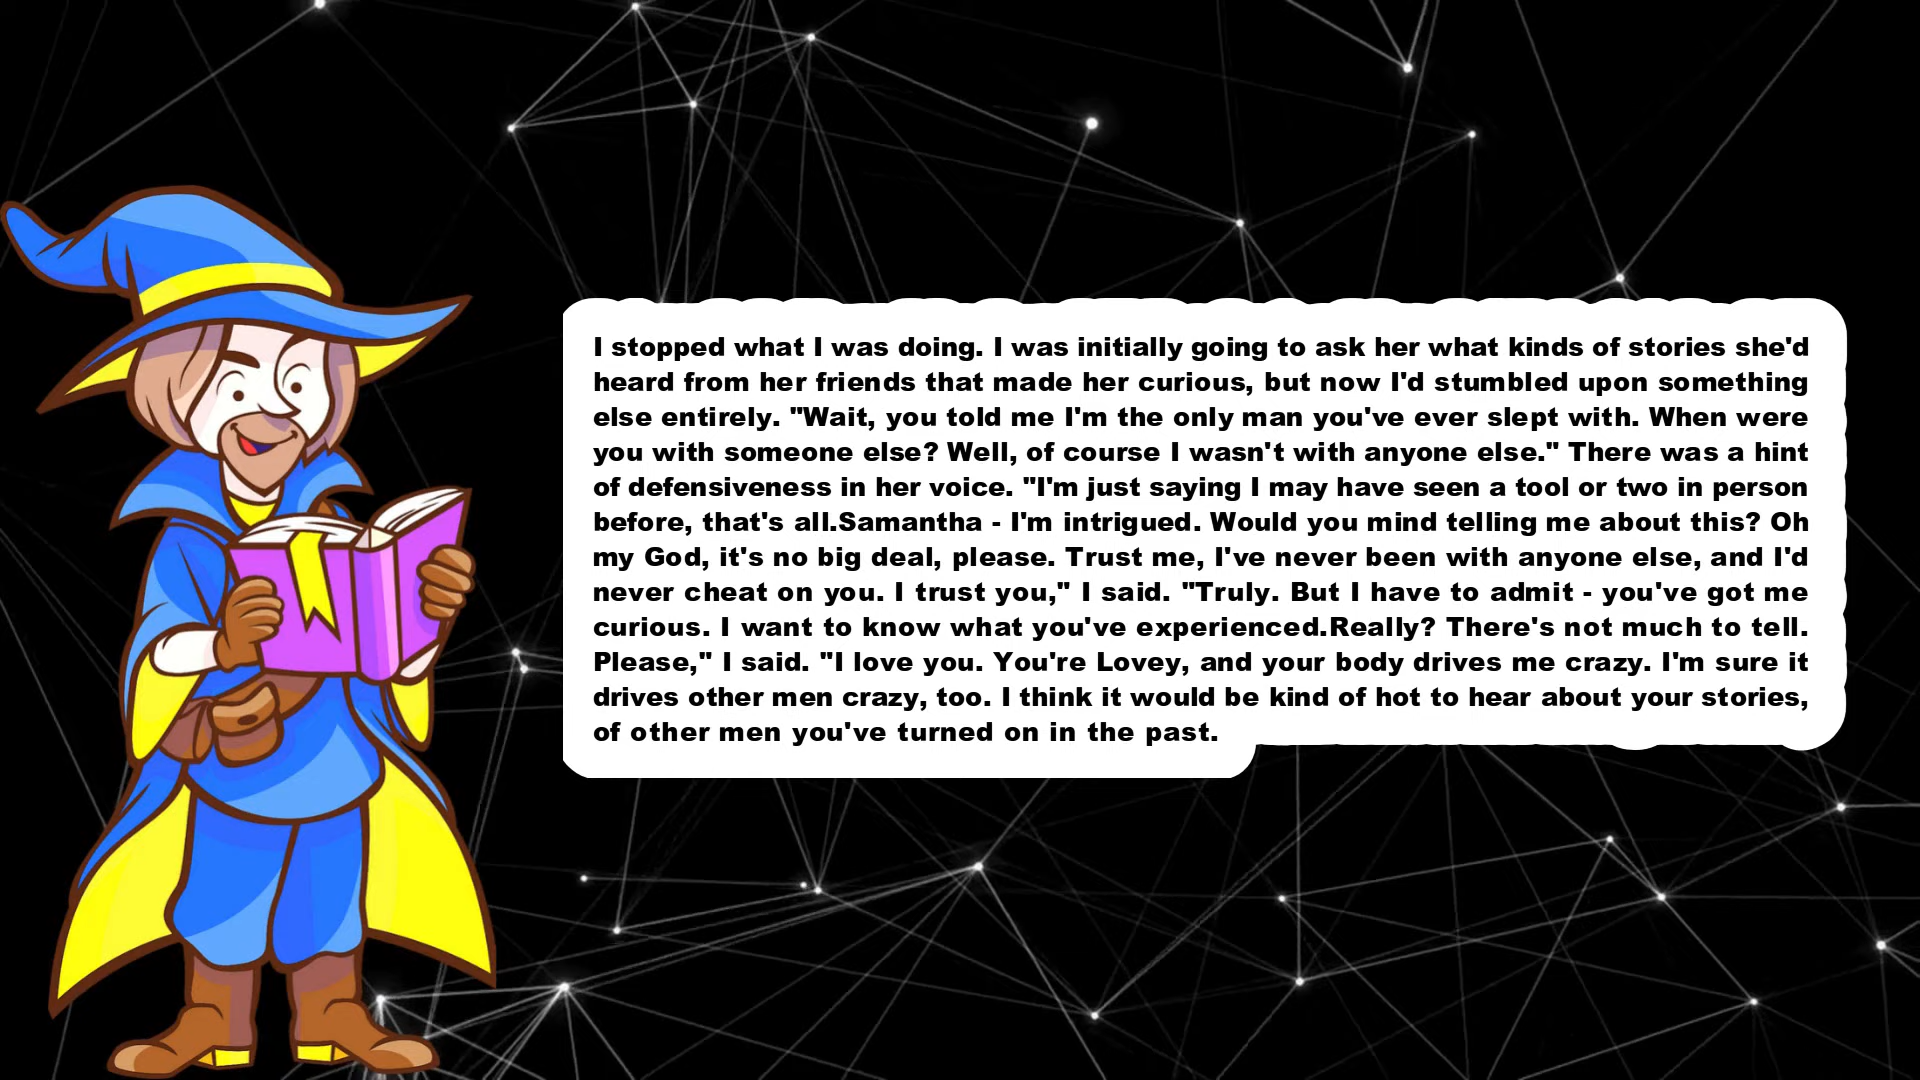 I stopped what I was doing. I was initially going to ask her what kinds of stories she'd
heard from her friends that made her curious, but now I'd stumbled upon something
else entirely. "Wait, you told me I'm the only man you've ever slept with. When were
you with someone else? Well, of course I wasn't with anyone else." There was a hint
of defensiveness in her voice. "I'm just saying I may have seen a tool or two in person
before, that's all.Samantha - I'm intrigued. Would you mind telling me about this? Oh
my God, it's no big deal, please. Trust me, I've never been with anyone else, and I'd
never cheat on you. I trust you," I said. "Truly. But I have to admit - you've got me
curious. I want to know what you've experienced.Really? There's not much to tell.
Please," I said. "I love you. You're Lovey, and your body drives me crazy. I'm sure it
drives other men crazy, too. I think it would be kind of hot to hear about your stories,
of other men you've turned on in the past.